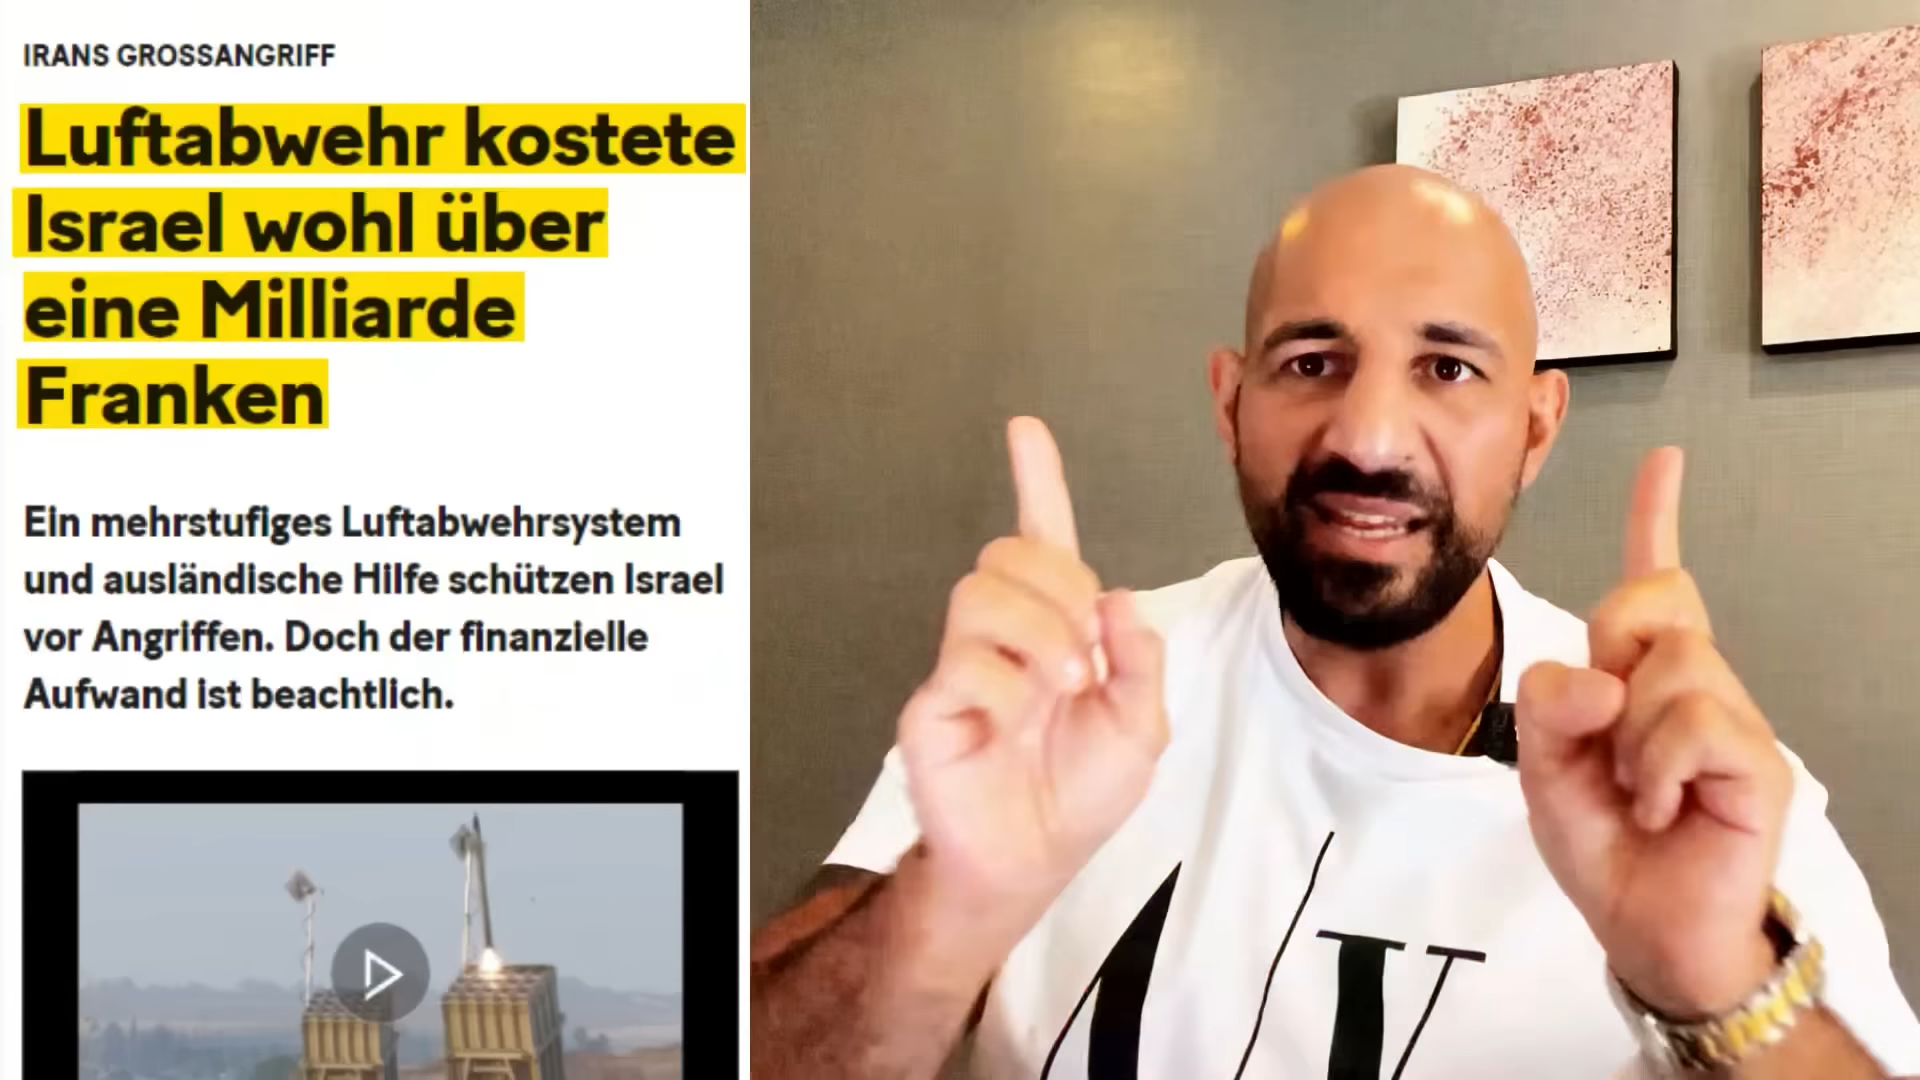 IRANS GROSSANGRIFF
Luftabwehr kostete
Israel wohl über
eine Milliarde
Franken
Ein mehrstufiges Luftabwehrsystem
und ausländische Hilfe schützen Israel
vor Angriffen. Doch der finanzielle
Aufwand ist beachtlich.